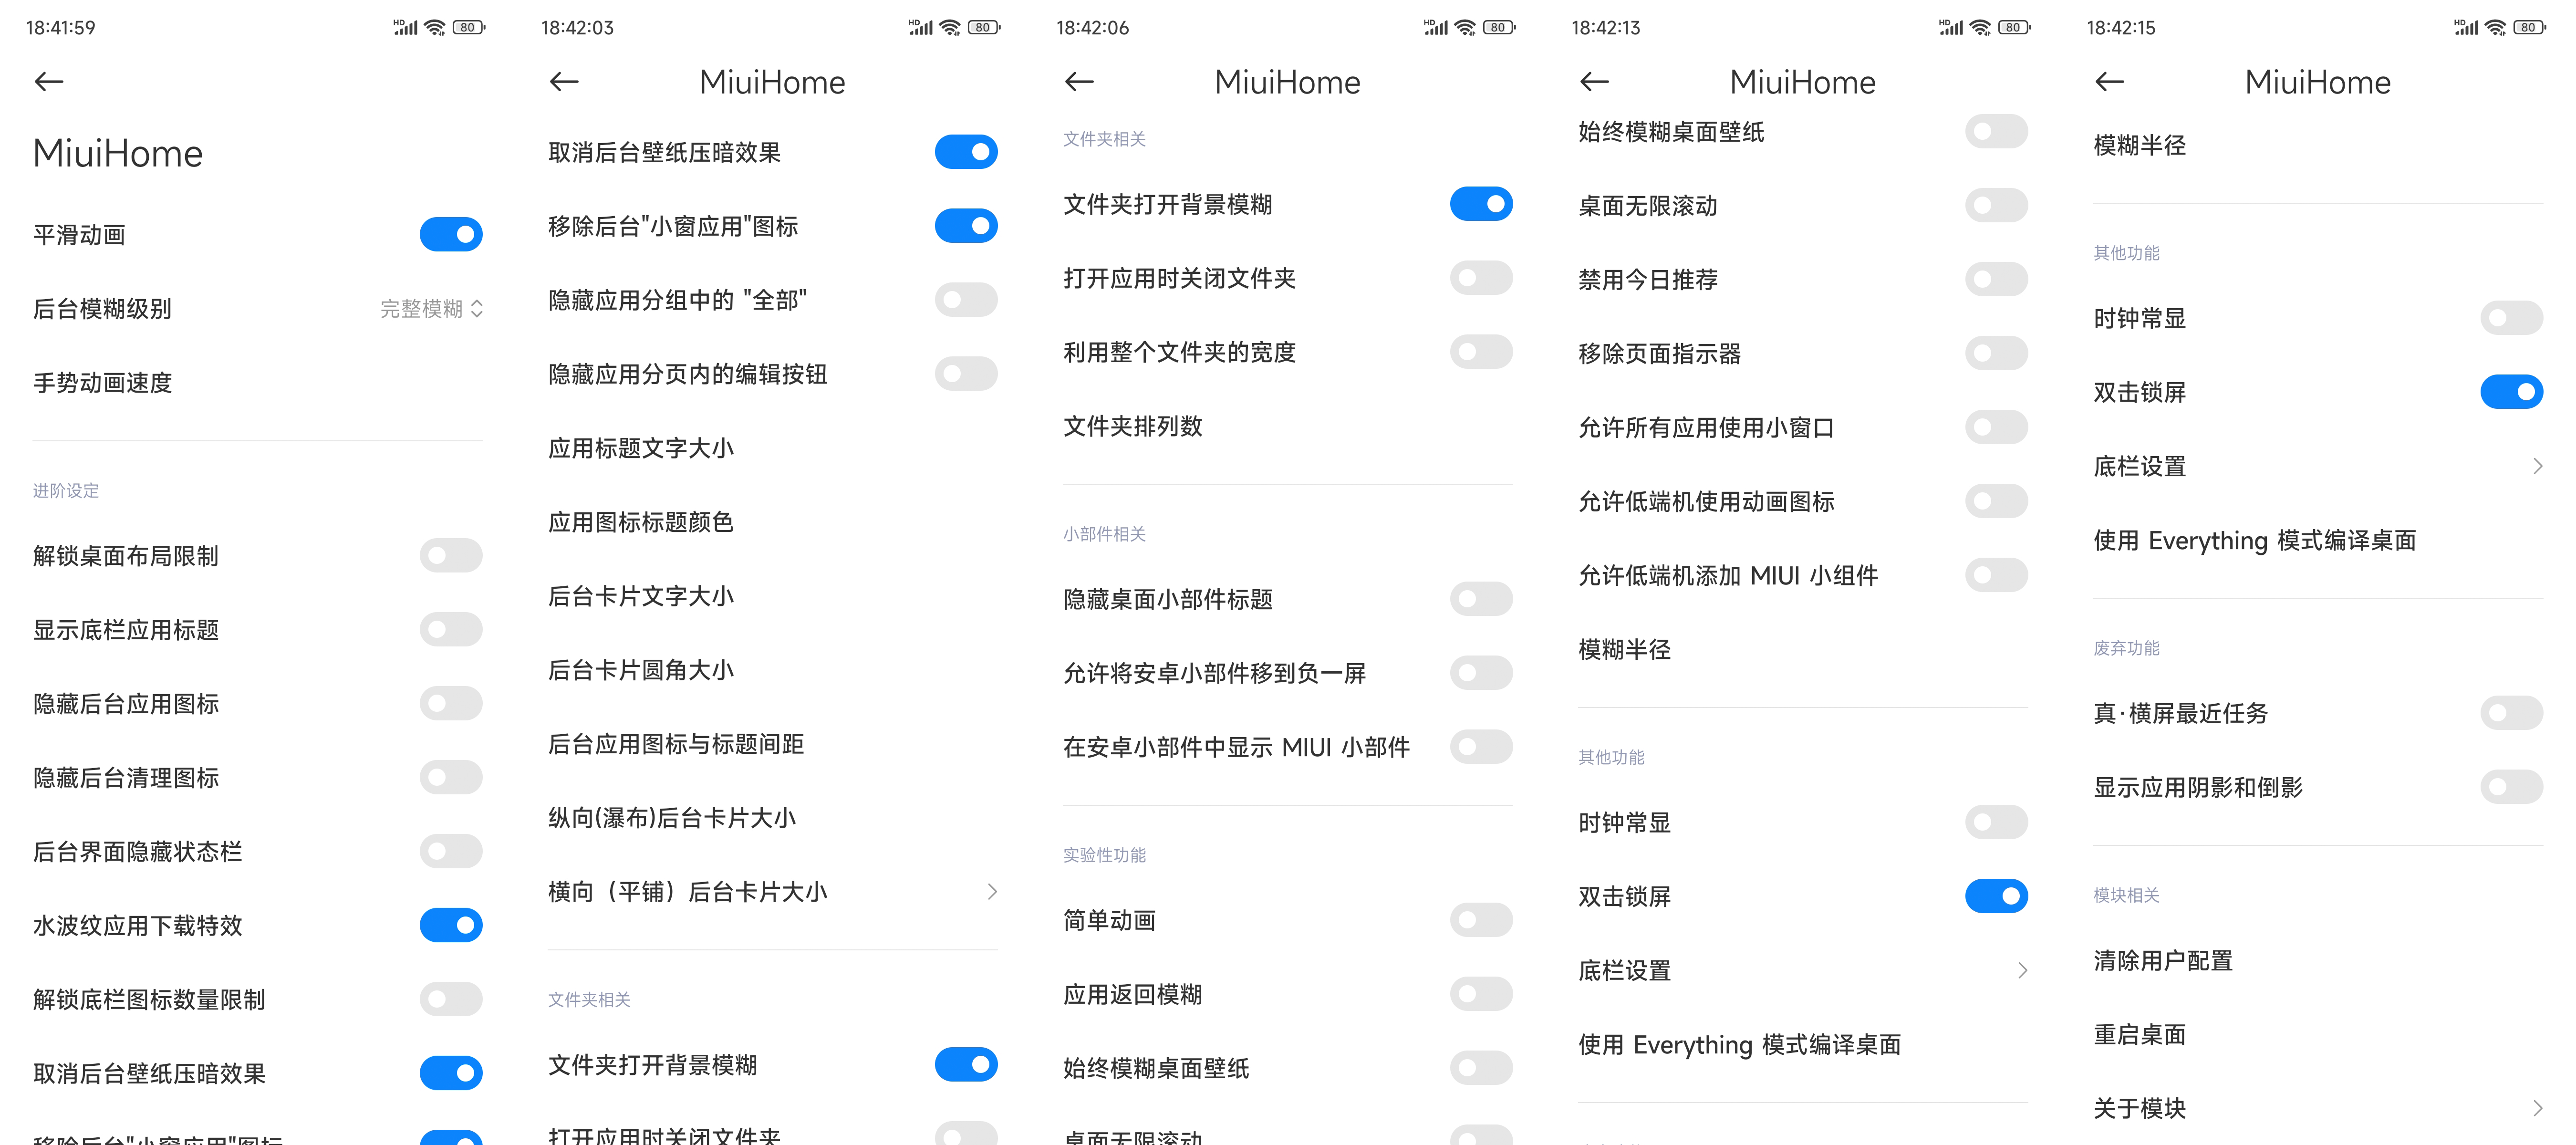 18:41:59
HD
80
MiuiHome
平滑动画
后台模糊级别
完整模糊
手势动画速度
进阶设定
解锁桌面布局限制
显示底栏应用标题
隐藏后台应用图标
隐藏后台清理图标
后台界面隐藏状态栏
水波纹应用下载特效
解锁底栏图标数量限制
取消后台壁纸压暗效果
移除后台"小窗应用"图标
18:42:03
HD
80
MiuiHome
取消后台壁纸压暗效果
移除后台"小窗应用"图标
隐藏应用分组中的 "全部"
隐藏应用分页内的编辑按钮
应用标题文字大小
应用图标标题颜色
后台卡片文字大小
后台卡片圆角大小
后台应用图标与标题间距
纵向(瀑布)后台卡片大小
横向（平铺）后台卡片大小
文件夹相关
文件夹打开背景模糊
打开应用时关闭文件夹
18:42:06
HD
80
MiuiHome
文件夹相关
文件夹打开背景模糊
打开应用时关闭文件夹
利用整个文件夹的宽度
文件夹排列数
小部件相关
隐藏桌面小部件标题
允许将安卓小部件移到负一屏
在安卓小部件中显示 MIUI 小部件
实验性功能
简单动画
应用返回模糊
始终模糊桌面壁纸
桌面无限滚动
18:42:13
HD
80
MiuiHome
始终模糊桌面壁纸
桌面无限滚动
禁用今日推荐
移除页面指示器
允许所有应用使用小窗口
允许低端机使用动画图标
允许低端机添加 MIUI 小组件
模糊半径
其他功能
时钟常显
双击锁屏
底栏设置
使用 Everything 模式编译桌面
18:42:15
HD
80
MiuiHome
模糊半径
其他功能
时钟常显
双击锁屏
底栏设置
使用 Everything 模式编译桌面
废弃功能
真·横屏最近任务
显示应用阴影和倒影
模块相关
清除用户配置
重启桌面
关于模块